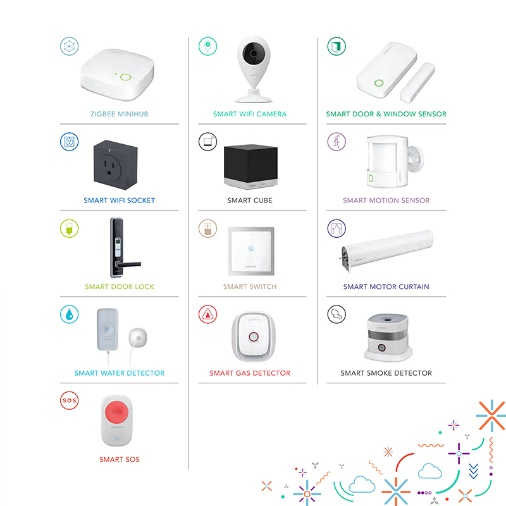 ZIGBEE MINIHUB
SMART WIFI CAMERA
SMART DOOR & WINDOW SENSOR
SMART WIFI SOCKET
SMART CUBE
SMART MOTION SENSOR
SMART DOOR LOCK
SMART SWITCH
SMART MOTOR CURTAIN
SMART WATER DETECTOR
SMART GAS DETECTOR
SMART SMOKE DETECTOR
SOS
SMART SOS